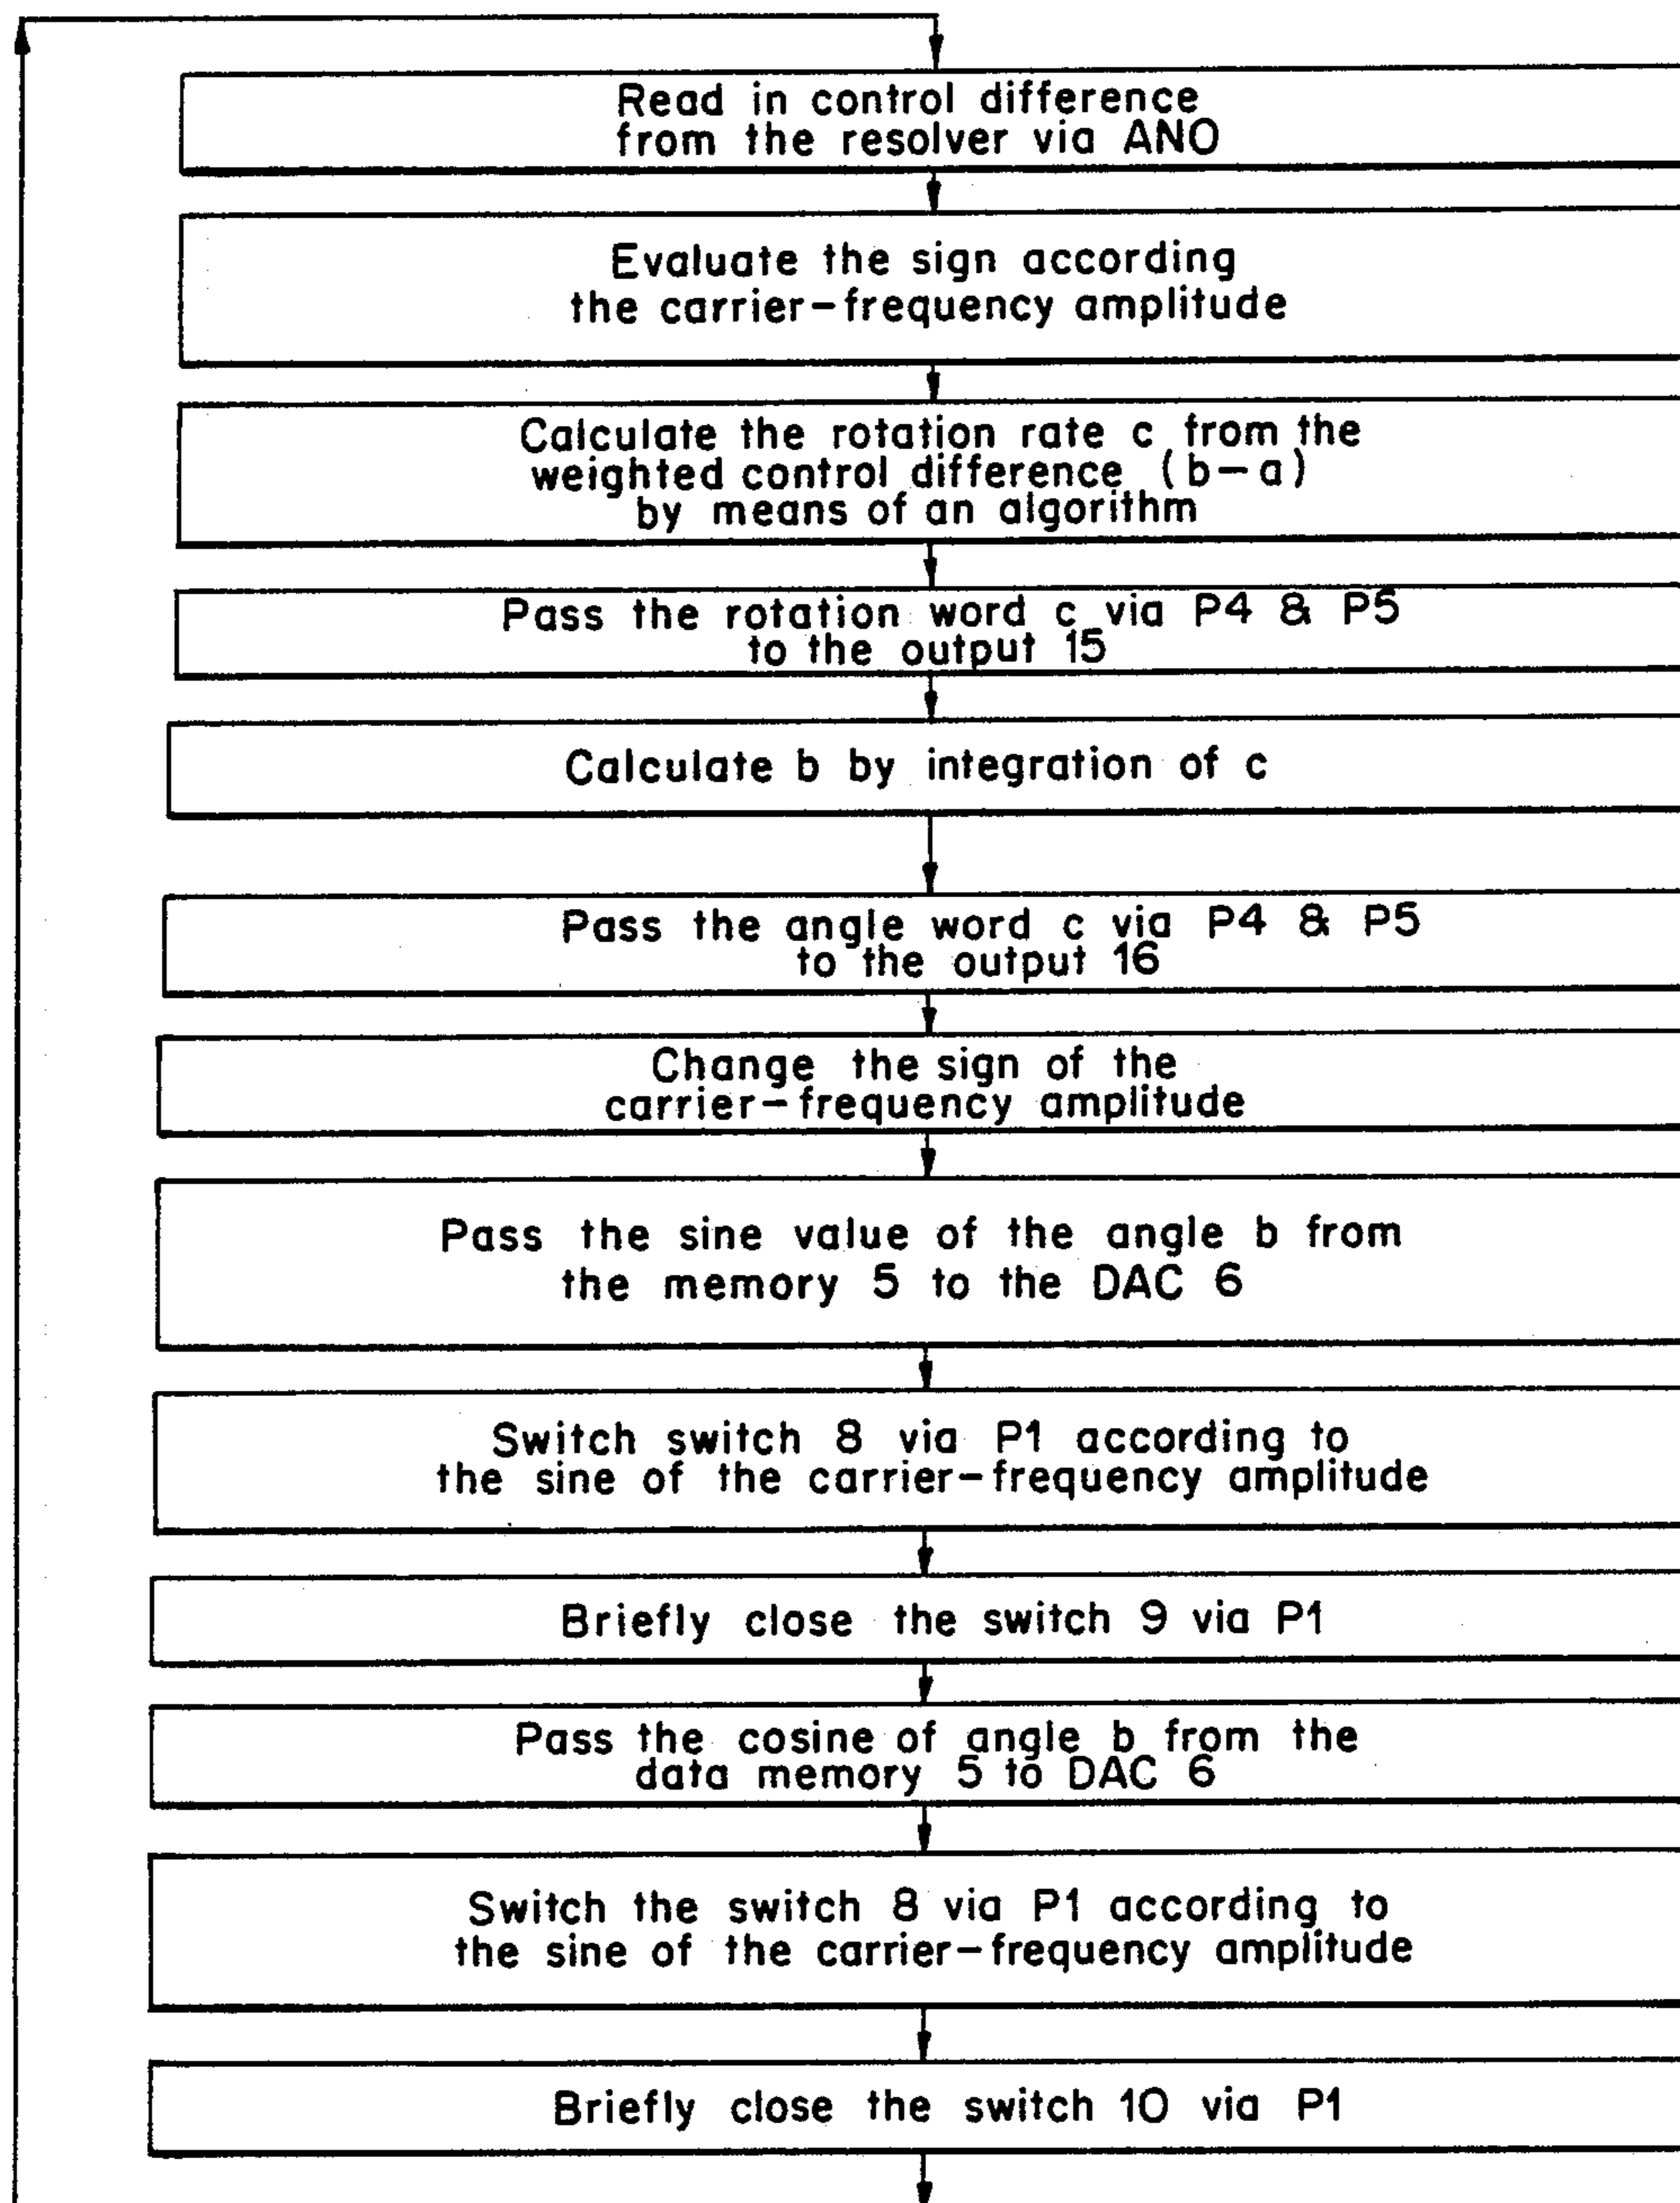 Read in control difference
from the resolver via ANO
Evaluate the sign according
the carrier-frequency amplitude
Calculate the rotation rate c from the
weighted control difference (b-a)
by means of an algorithm
Pass the rotation word c via P4 & P5
to the output 15
Calculate b by integration of c
Pass the angle word c via P4 & P5
to the output 16
Change the sign of the
carrier-frequency amplitude
Pass the sine value of the angle b from
the memory 5 to the DAC 6
Switch switch 8 via P1 according to
the sine of the carrier-frequency amplitude
Briefly close the switch 9 via P1
Pass the cosine of angle b from the
data memory 5 to DAC 6
Switch the switch 8 via P1 according to
the sine of the carrier-frequency amplitude
Briefly close the switch 10 via P1